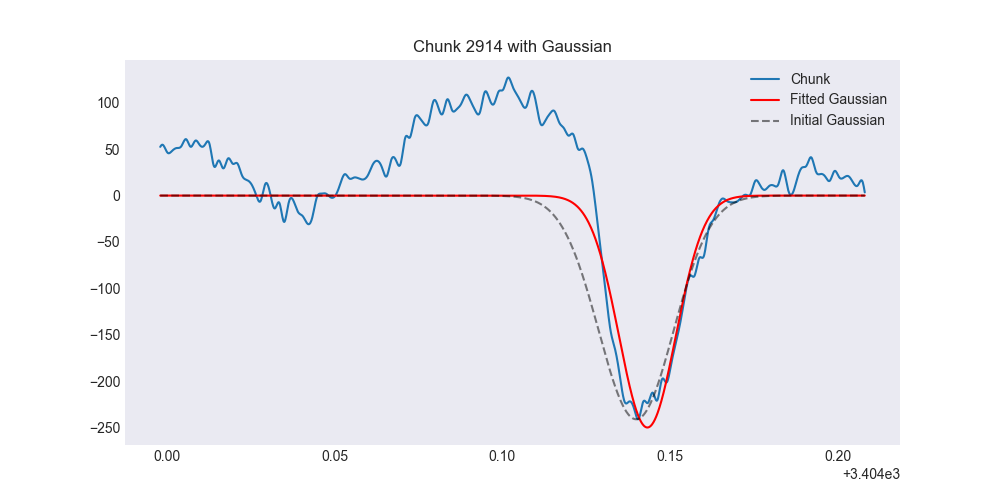 Chunk 2914 with Gaussian
Chunk
Fitted Gaussian
Initial Gaussian
100
50
0
−50
−100
−150
−200
−250
0.00 0.05 0.10 0.15 0.20
+3.404e3